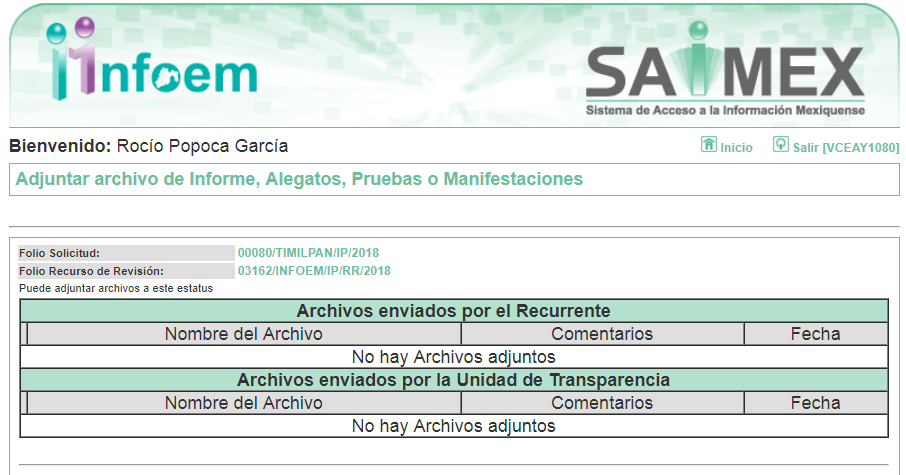 infoem
SAIMEX
Sistema de Acceso a la Información Mexiquense
Bienvenido: Rocío Popoca García
Inicio Salir [VCEAY1080]
Adjuntar archivo de Informe, Alegatos, Pruebas o Manifestaciones
Folio Solicitud: 00080/TIMILPAN/IP/2018
Folio Recurso de Revisión: 03162/INFOEM/IP/RR/2018
Puede adjuntar archivos a este estatus
Archivos enviados por el Recurrente
Nombre del Archivo Comentarios Fecha
No hay Archivos adjuntos
Archivos enviados por la Unidad de Transparencia
Nombre del Archivo Comentarios Fecha
No hay Archivos adjuntos